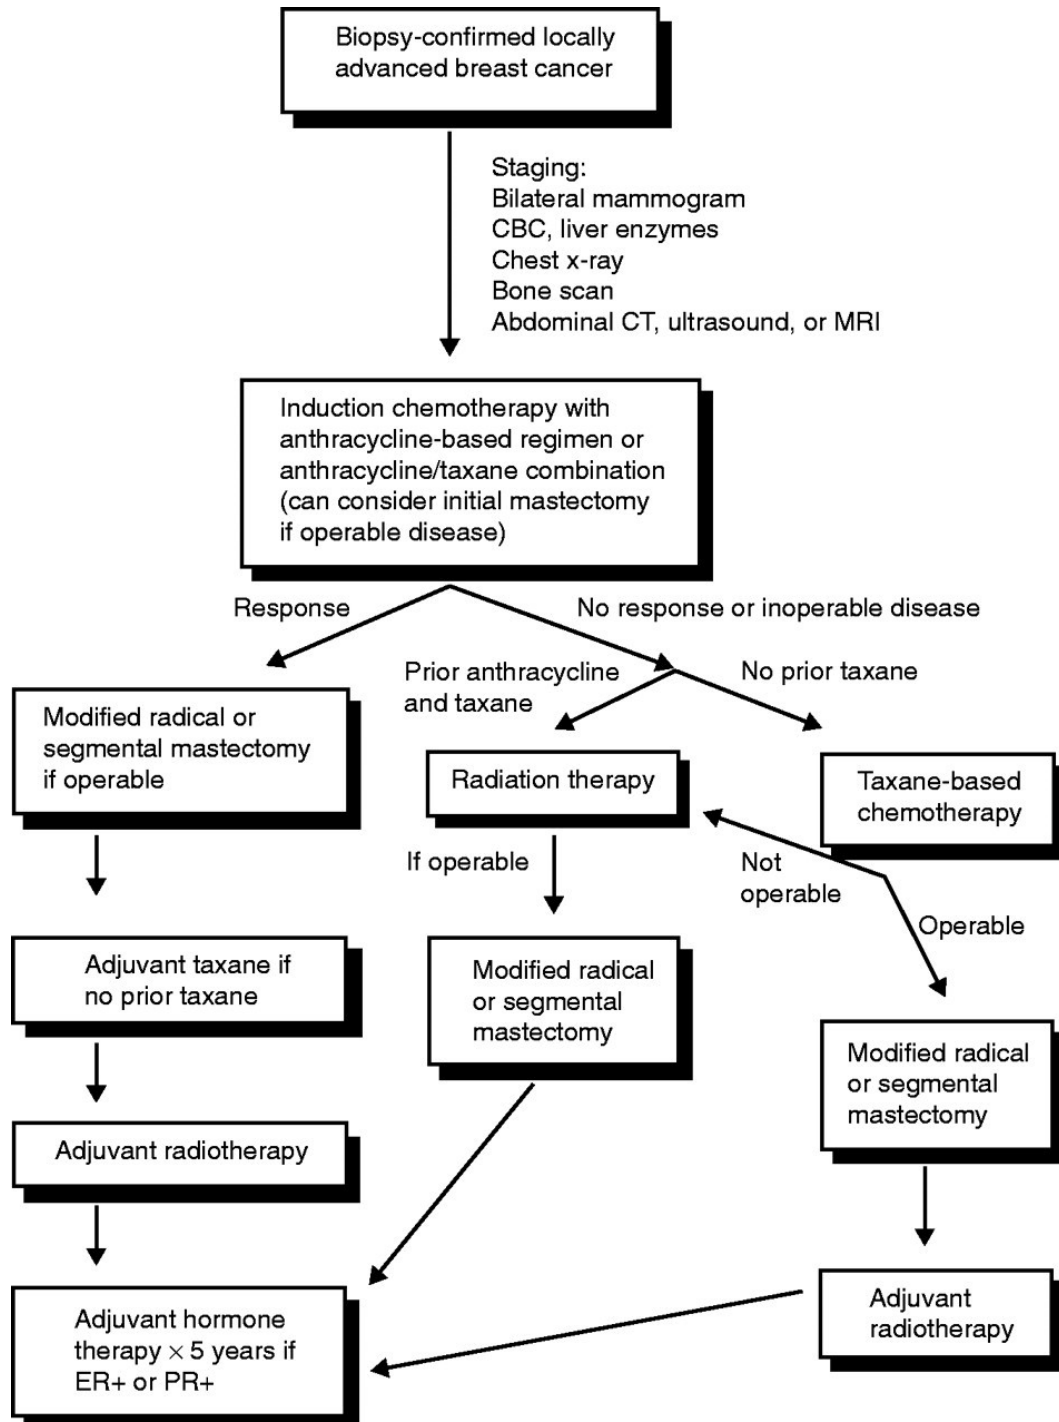 Biopsy-confirmed locally
advanced breast cancer
Staging:
Bilateral mammogram
CBC, liver enzymes
Chest x-ray
Bone scan
Abdominal CT, ultrasound, or MRI
Induction chemotherapy with
anthracycline-based regimen or
anthracycline/taxane combination
(can consider initial mastectomy
if operable disease)
Response
No response or inoperable disease
Prior anthracycline
and taxane
No prior taxane
Modified radical or
segmental mastectomy
if operable
Radiation therapy
Taxane-based
chemotherapy
If operable
Not
operable
Operable
Adjuvant taxane if
no prior taxane
Modified radical
or segmental
mastectomy
Modified radical
or segmental
mastectomy
Adjuvant radiotherapy
Adjuvant hormone
therapy × 5 years if
ER+ or PR+
Adjuvant
radiotherapy